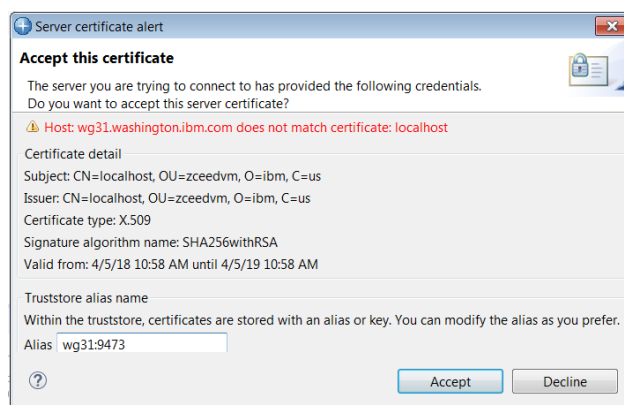 Server certificate alert
Accept this certificate
The server you are trying to connect to has provided the following credentials.
Do you want to accept this server certificate?
Host: wg31.washington.ibm.com does not match certificate: localhost
Certificate detail
Subject: CN=localhost, OU=zceedvm, O=ibm, C=us
Issuer: CN=localhost, OU=zceedvm, O=ibm, C=us
Certificate type: X.509
Signature algorithm name: SHA256withRSA
Valid from: 4/5/18 10:58 AM until 4/5/19 10:58 AM
Truststore alias name
Within the truststore, certificates are stored with an alias or key. You can modify the alias as you prefer.
Alias wg31:9473
? Accept Decline